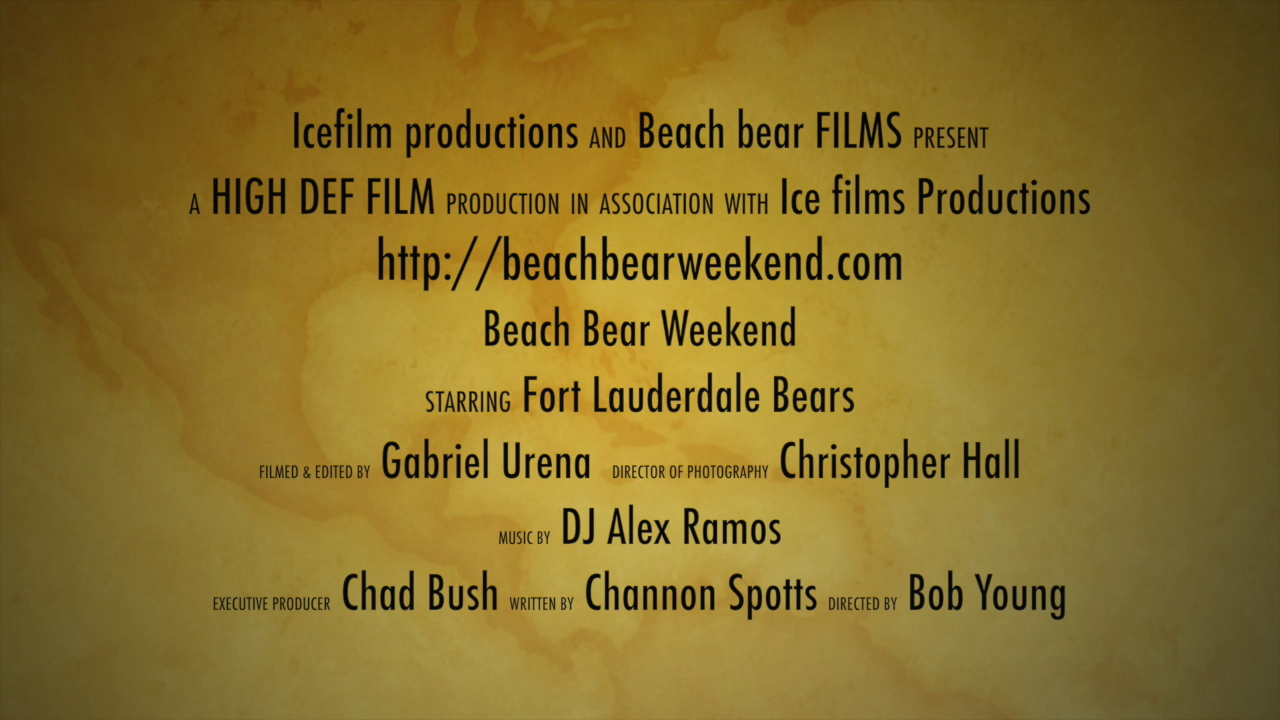 Icefilm productions AND Beach bear FILMS PRESENT
A HIGH DEF FILM PRODUCTION IN ASSOCIATION WITH Ice films Productions
http://beachbearweekend.com
Beach Bear Weekend
STARRING Fort Lauderdale Bears
FILMED & EDITED BY Gabriel Urena DIRECTOR OF PHOTOGRAPHY Christopher Hall
MUSIC BY DJ Alex Ramos
EXECUTIVE PRODUCER Chad Bush WRITTEN BY Channon Spotts DIRECTED BY Bob Young